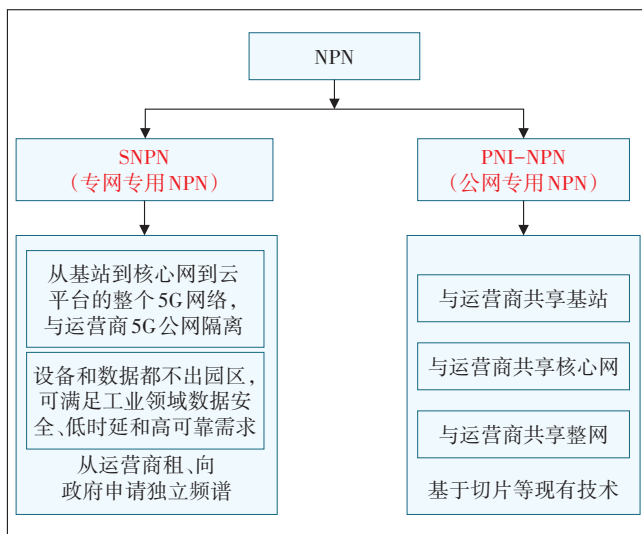 NPN
SNPN
（专网专用NPN）
PNI-NPN
（公网专用NPN）
从基站到核心网到云
平台的整个5G网络，
与运营商5G公网隔离
设备和数据都不出园区，
可满足工业领域数据安
全、低时延和高可靠需求
从运营商租、向
政府申请独立频谱
与运营商共享基站
与运营商共享核心网
与运营商共享整网
基于切片等现有技术